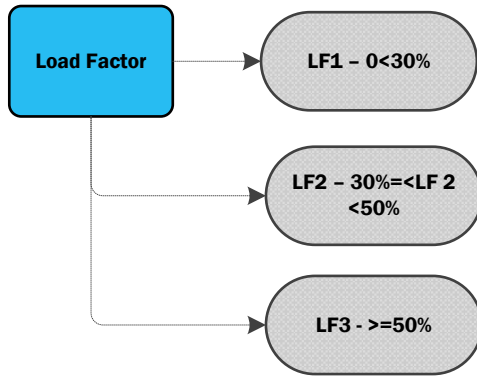 Load Factor
LF1 – 0<30%
LF2 – 30%=<LF 2
<50%
LF3 - >=50%